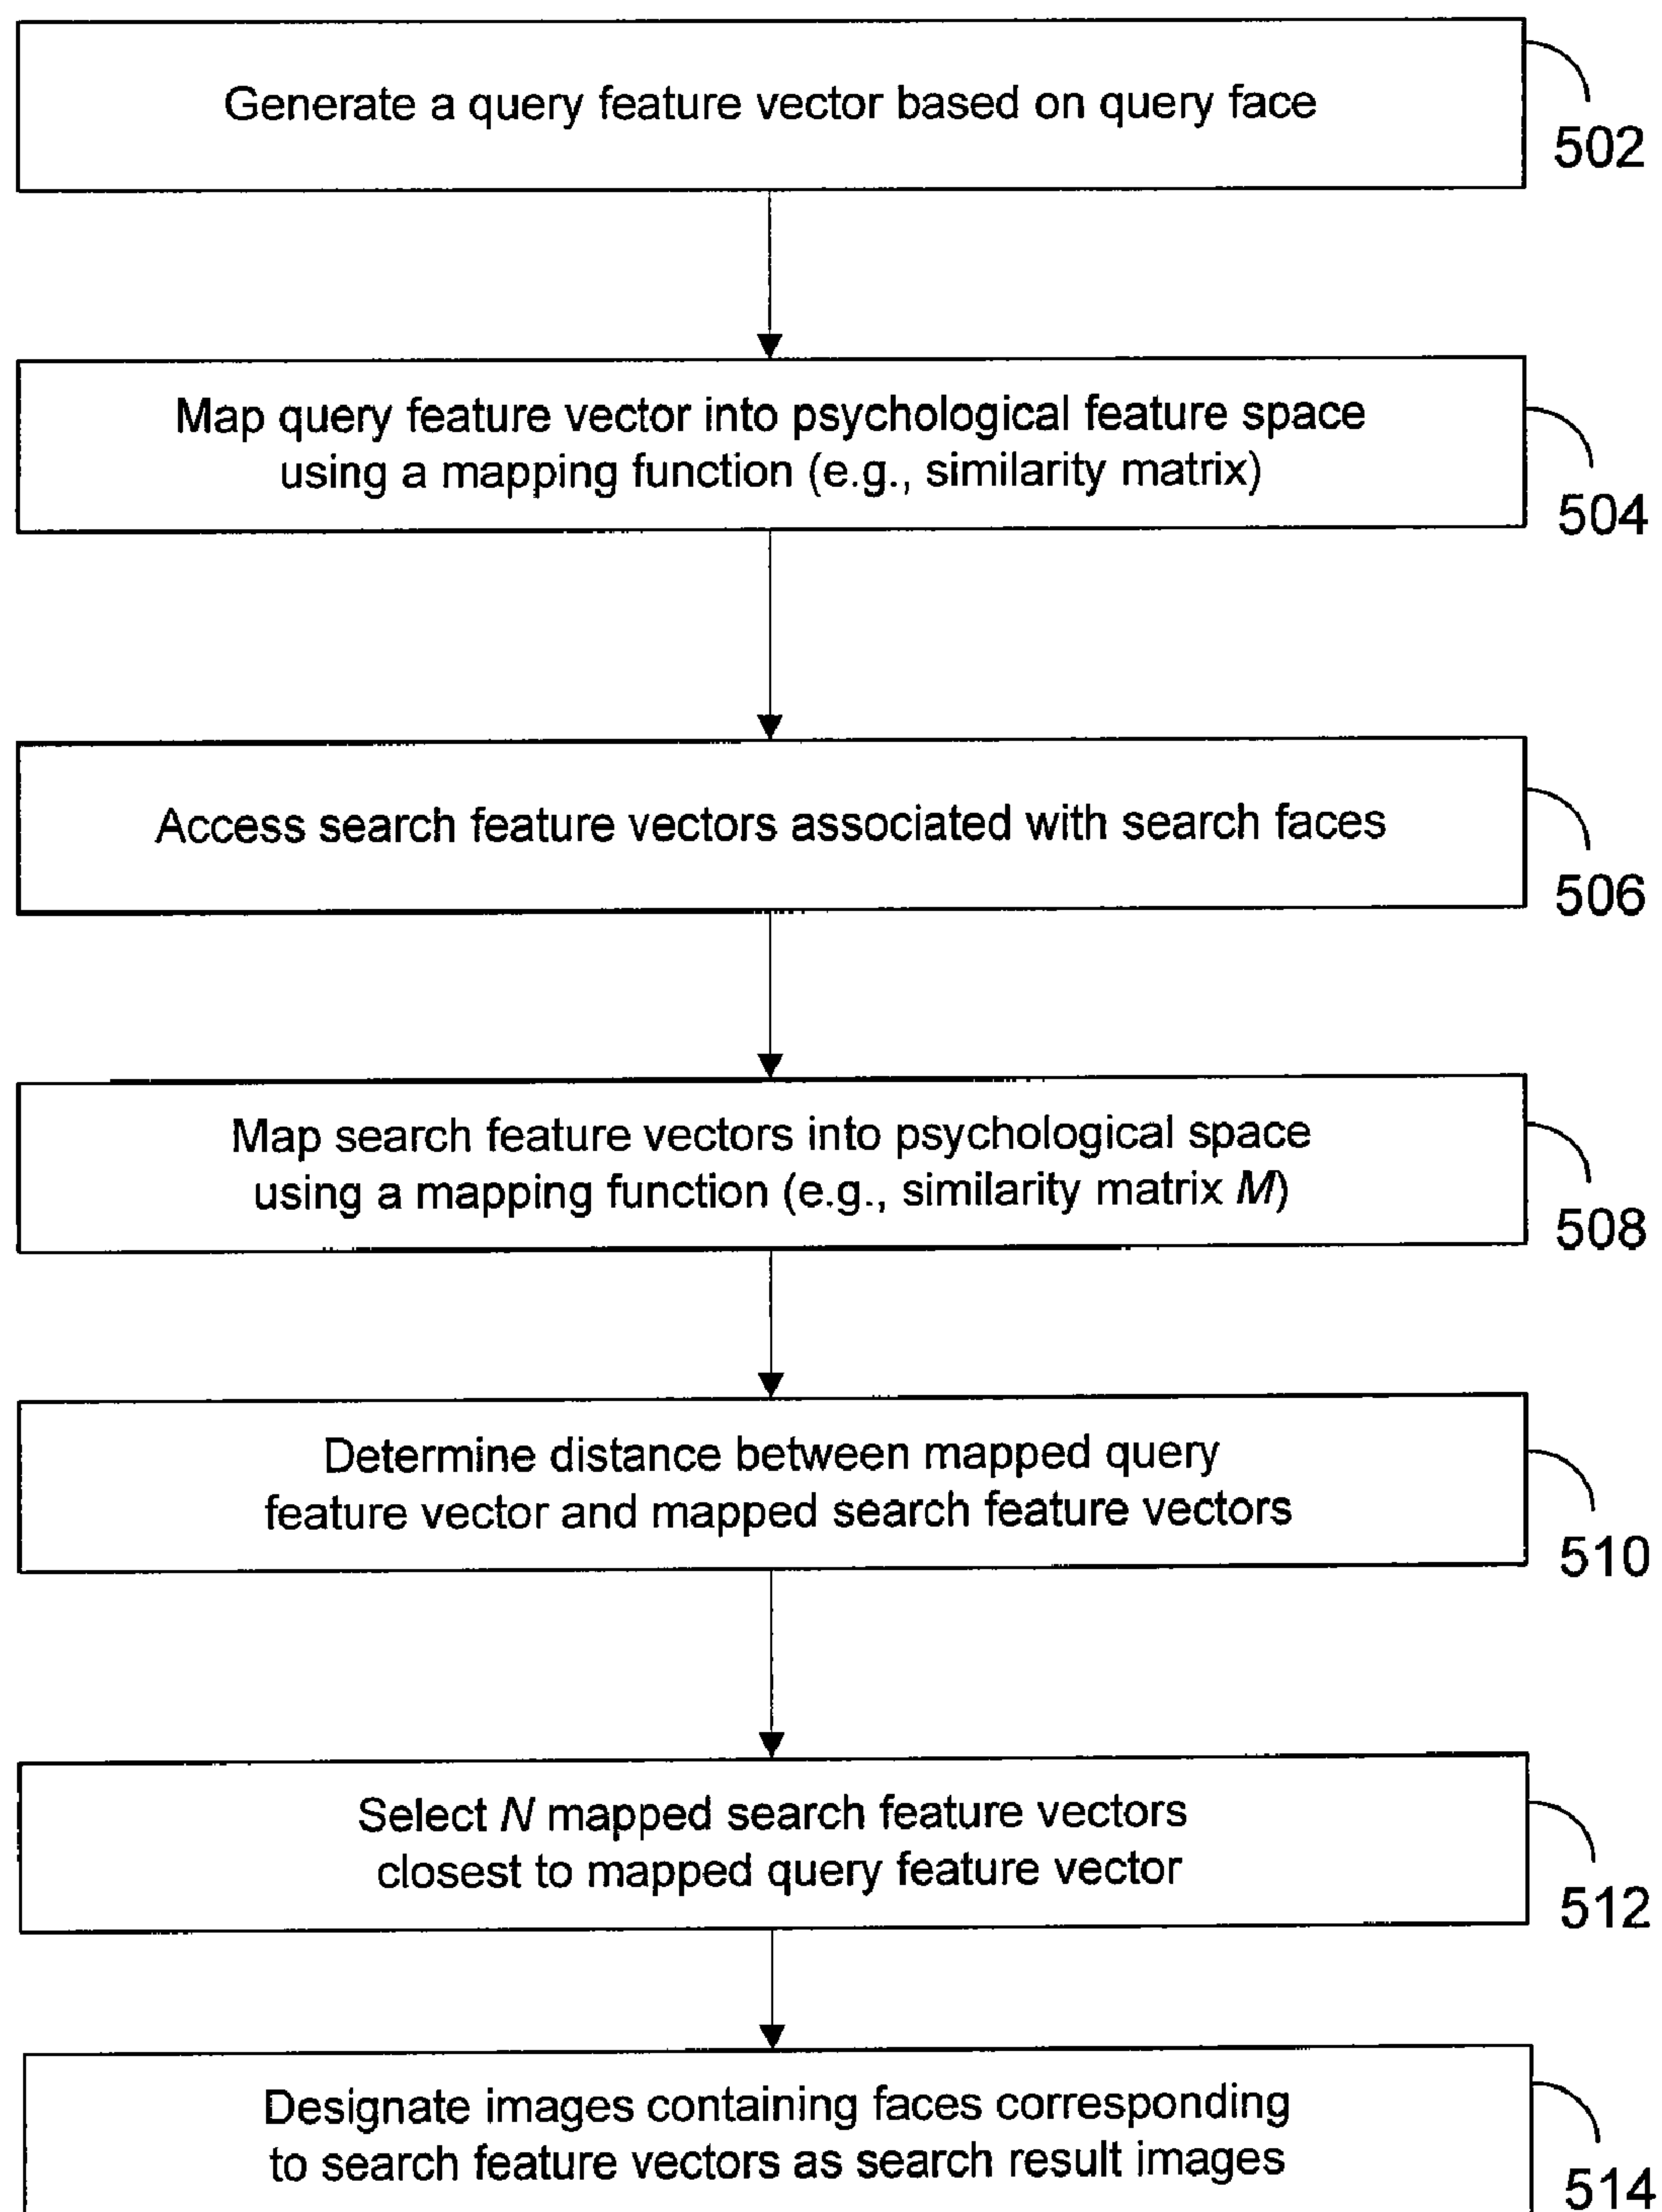 Generate a query feature vector based on query face
502
Map query feature vector into psychological feature space
using a mapping function (e.g., similarity matrix)
504
Access search feature vectors associated with search faces
506
Map search feature vectors into psychological space
using a mapping function (e.g., similarity matrix M)
508
Determine distance between mapped query
feature vector and mapped search feature vectors
510
Select N mapped search feature vectors
closest to mapped query feature vector
512
Designate images containing faces corresponding
to search feature vectors as search result images
514